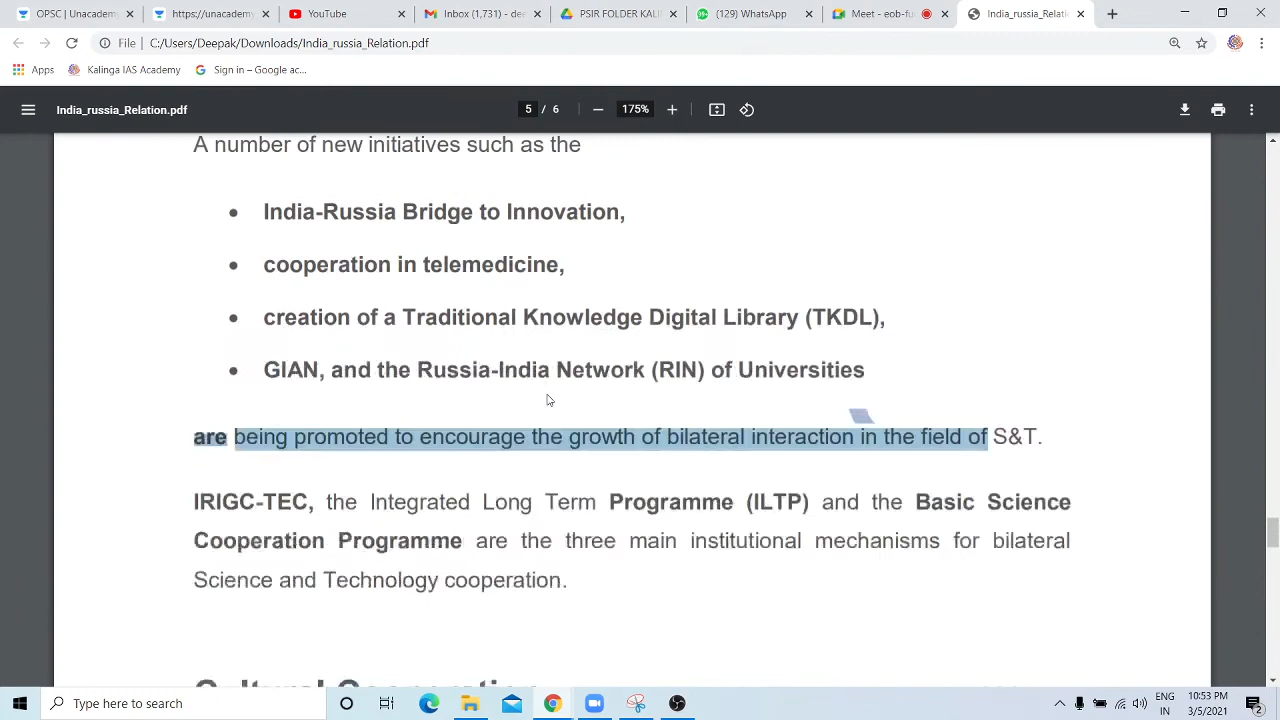 OPSC | Unacadem
https://unacadem
YouTube
Inbox (1,731) - dee
PSE FOLDER KALI
(129) WhatsApp
Meet - eob-fu
India_russia_Relati
File | C:/Users/Deepak/Downloads/India_russia_Relation.pdf
Apps Kalinga IAS Academy Sign in – Google ac...
India_russia_Relation.pdf 5 / 6 175%
A number of new initiatives such as the
• India-Russia Bridge to Innovation,
• cooperation in telemedicine,
• creation of a Traditional Knowledge Digital Library (TKDL),
• GIAN, and the Russia-India Network (RIN) of Universities
are being promoted to encourage the growth of bilateral interaction in the field of S&T.
IRIGC-TEC, the Integrated Long Term Programme (ILTP) and the Basic Science
Cooperation Programme are the three main institutional mechanisms for bilateral
Science and Technology cooperation.
Cultural Cooperation
Type here to search
ENG
IN
10:53 PM
3/5/2021
2